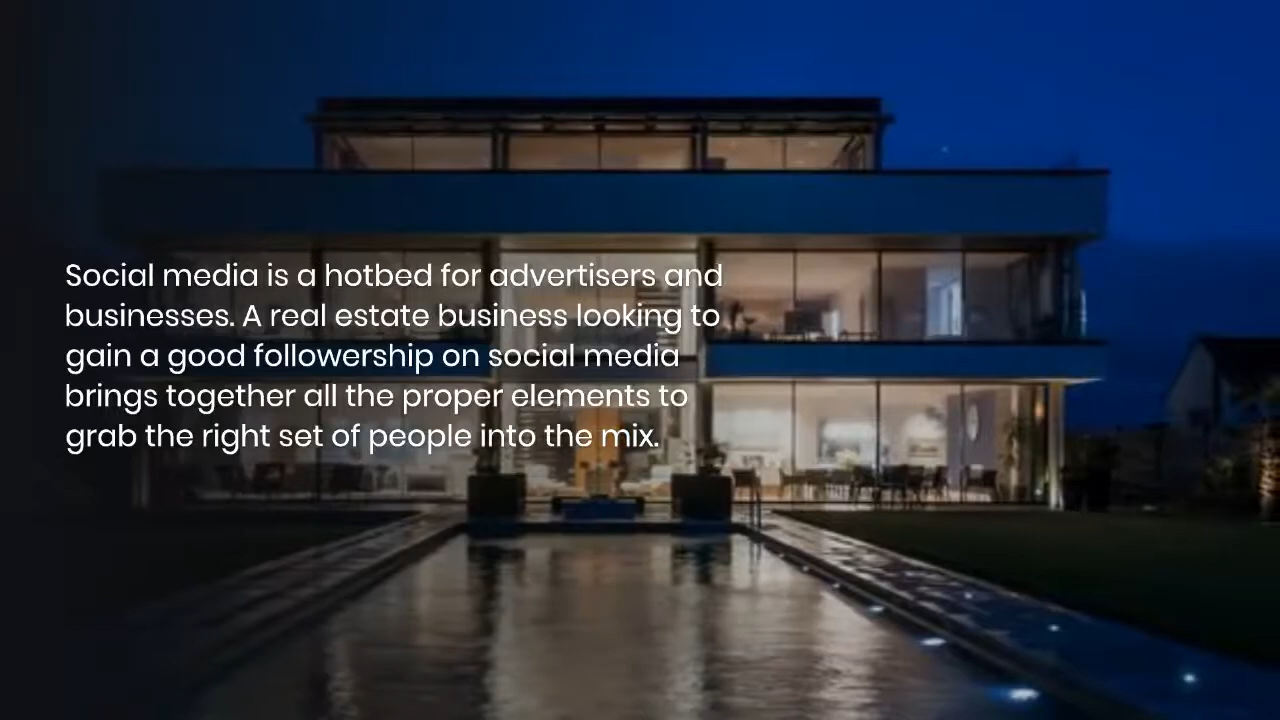 Social media is a hotbed for advertisers and
businesses. A real estate business looking to
gain a good followership on social media
brings together all the proper elements to
grab the right set of people into the mix.